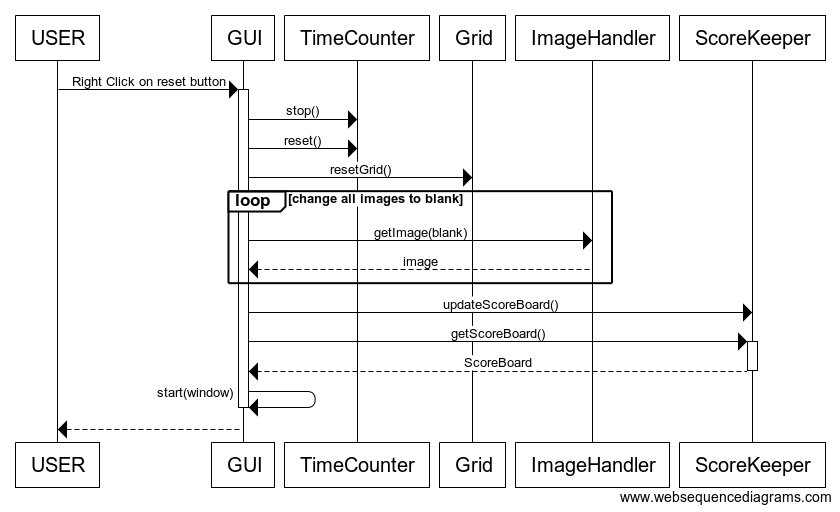 USER GUI TimeCounter Grid ImageHandler ScoreKeeper
Right Click on reset button
stop()
reset()
resetGrid()
loop [change all images to blank]
getImage(blank)
image
updateScoreBoard()
getScoreBoard()
ScoreBoard
start(window)
USER GUI TimeCounter Grid ImageHandler ScoreKeeper
www.websequencediagrams.com